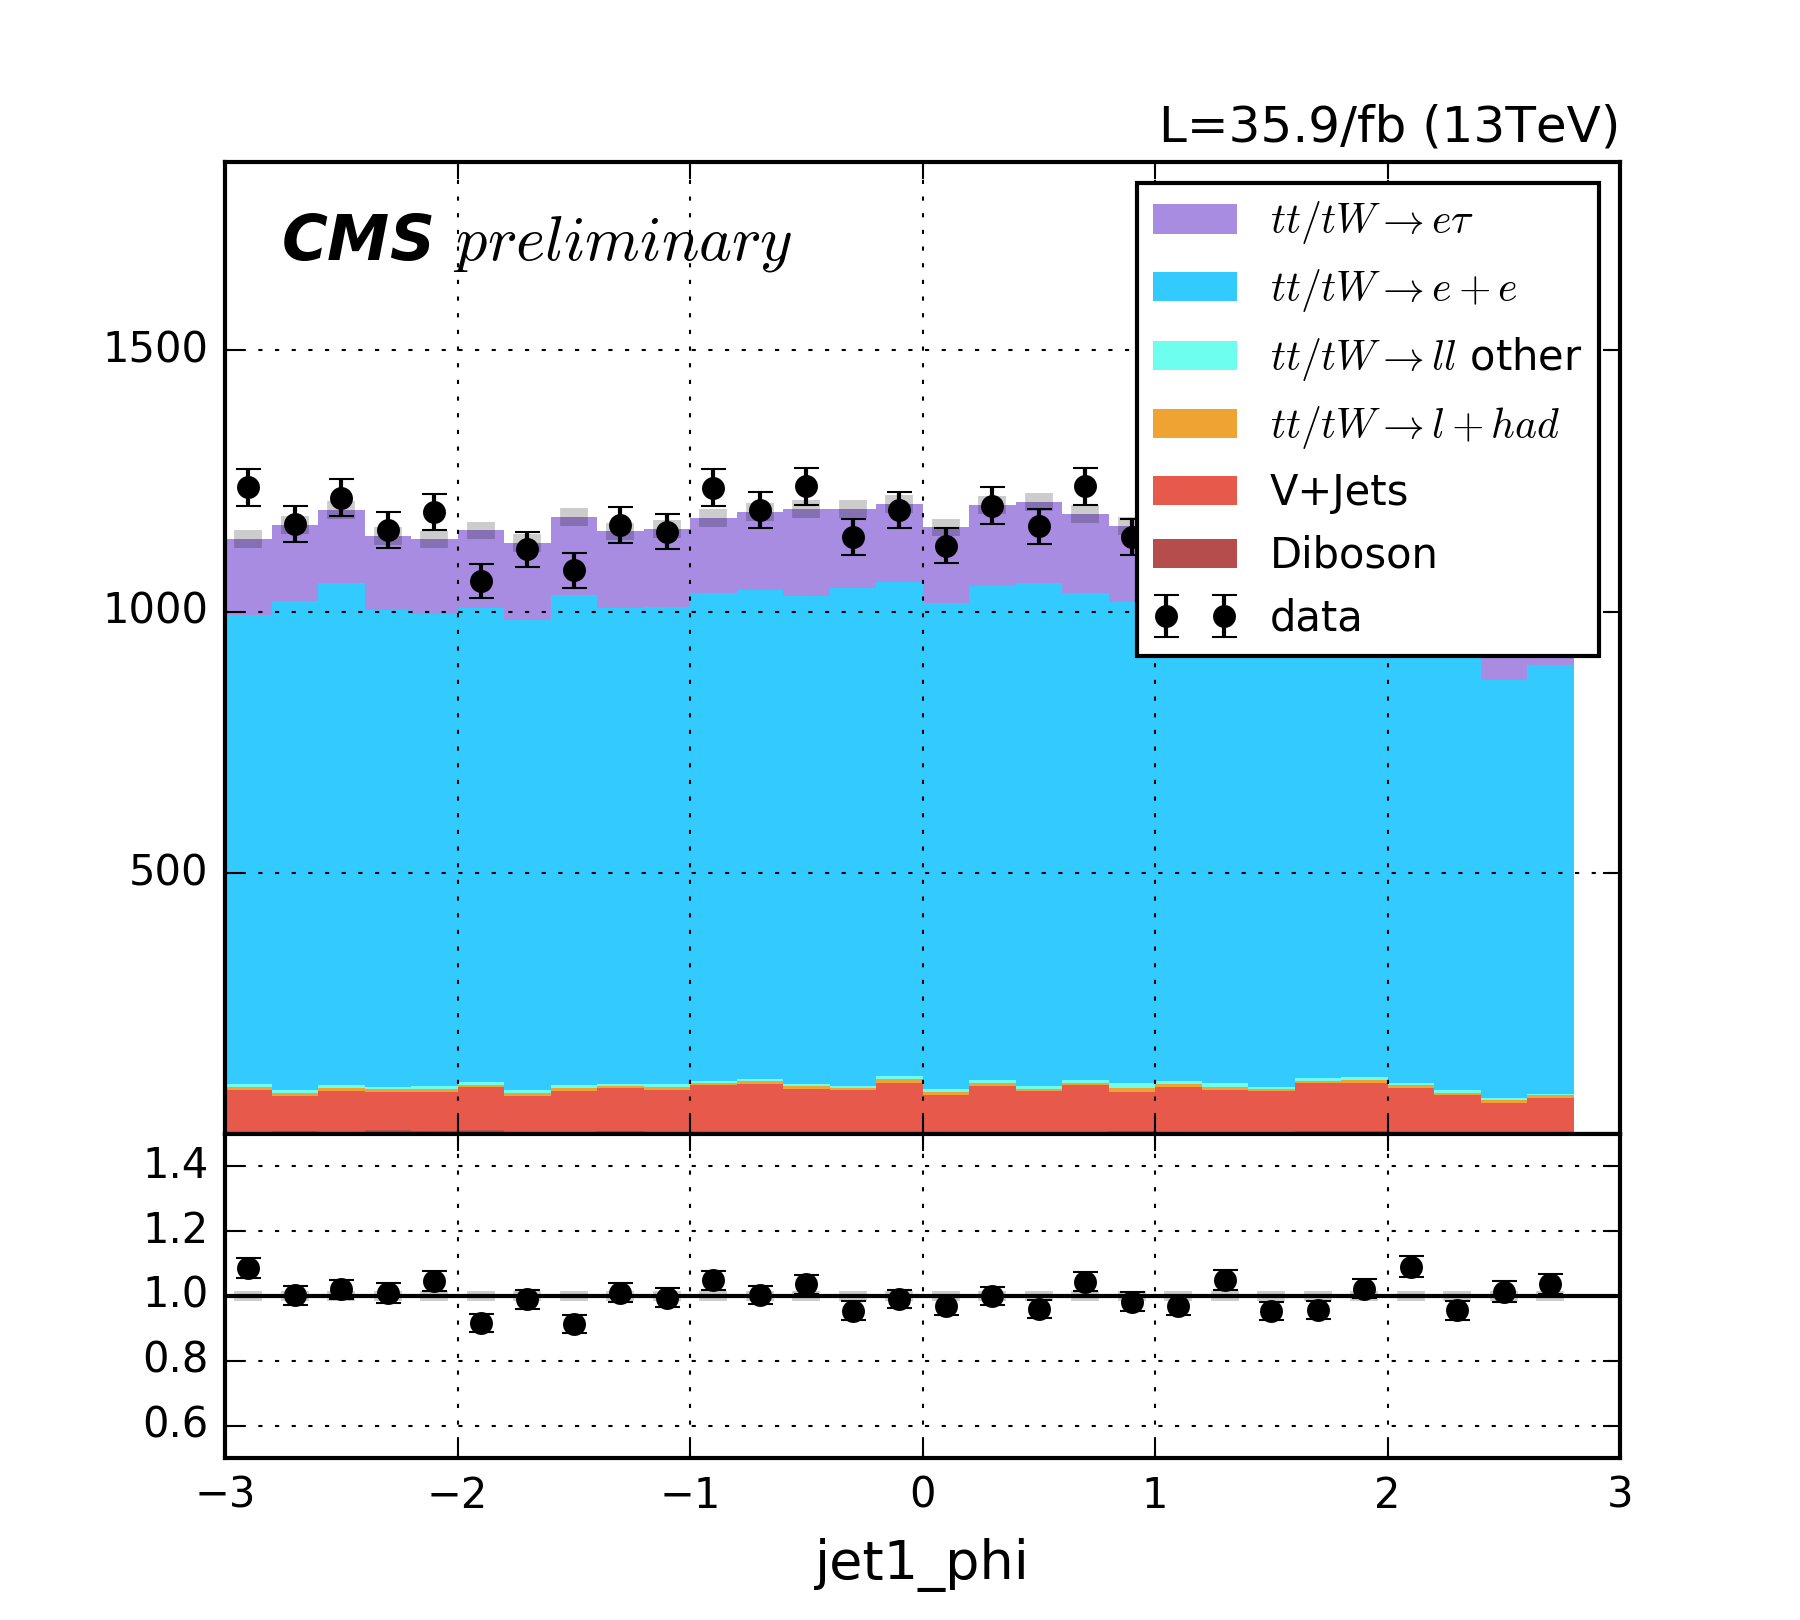 L=35.9/fb (13TeV)
CMS preliminary
tt/tW→eτ
tt/tW→e+e
tt/tW→ll other
tt/tW→l+had
V+Jets
Diboson
data
1500
1000
500
1.4
1.2
1.0
0.8
0.6
−3 −2 −1 0 1 2 3
jet1_phi